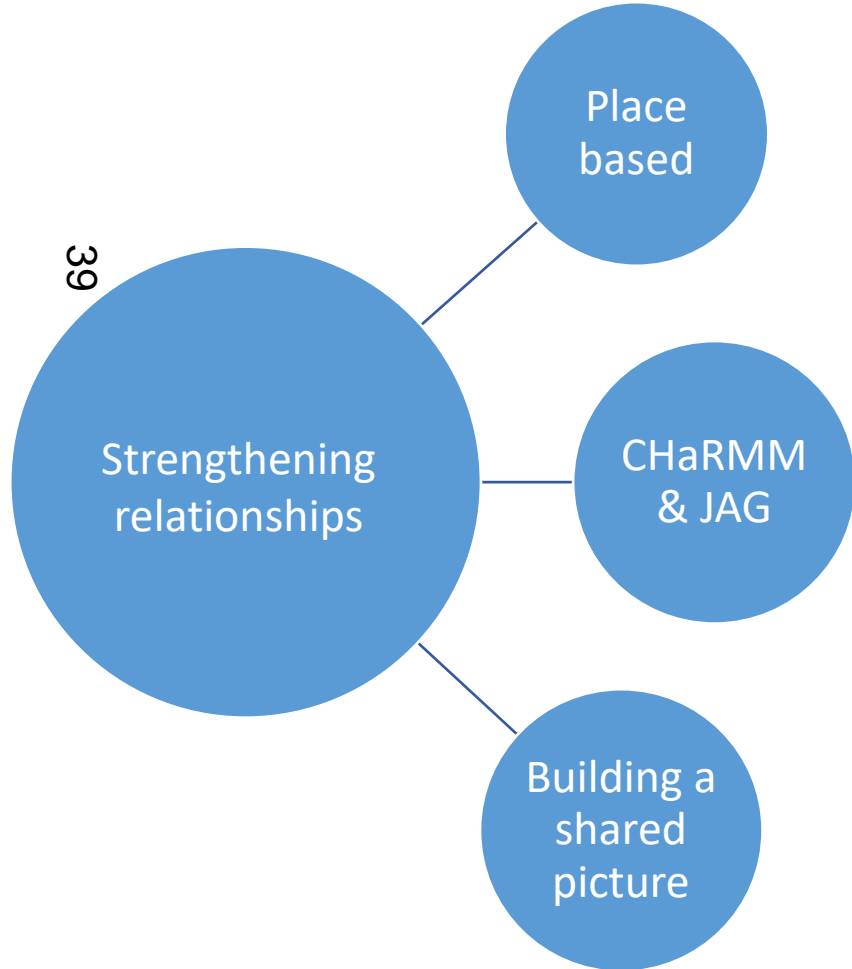 Place
based
39
Strengthening
relationships
CHaRMM
& JAG
Building a
shared
picture